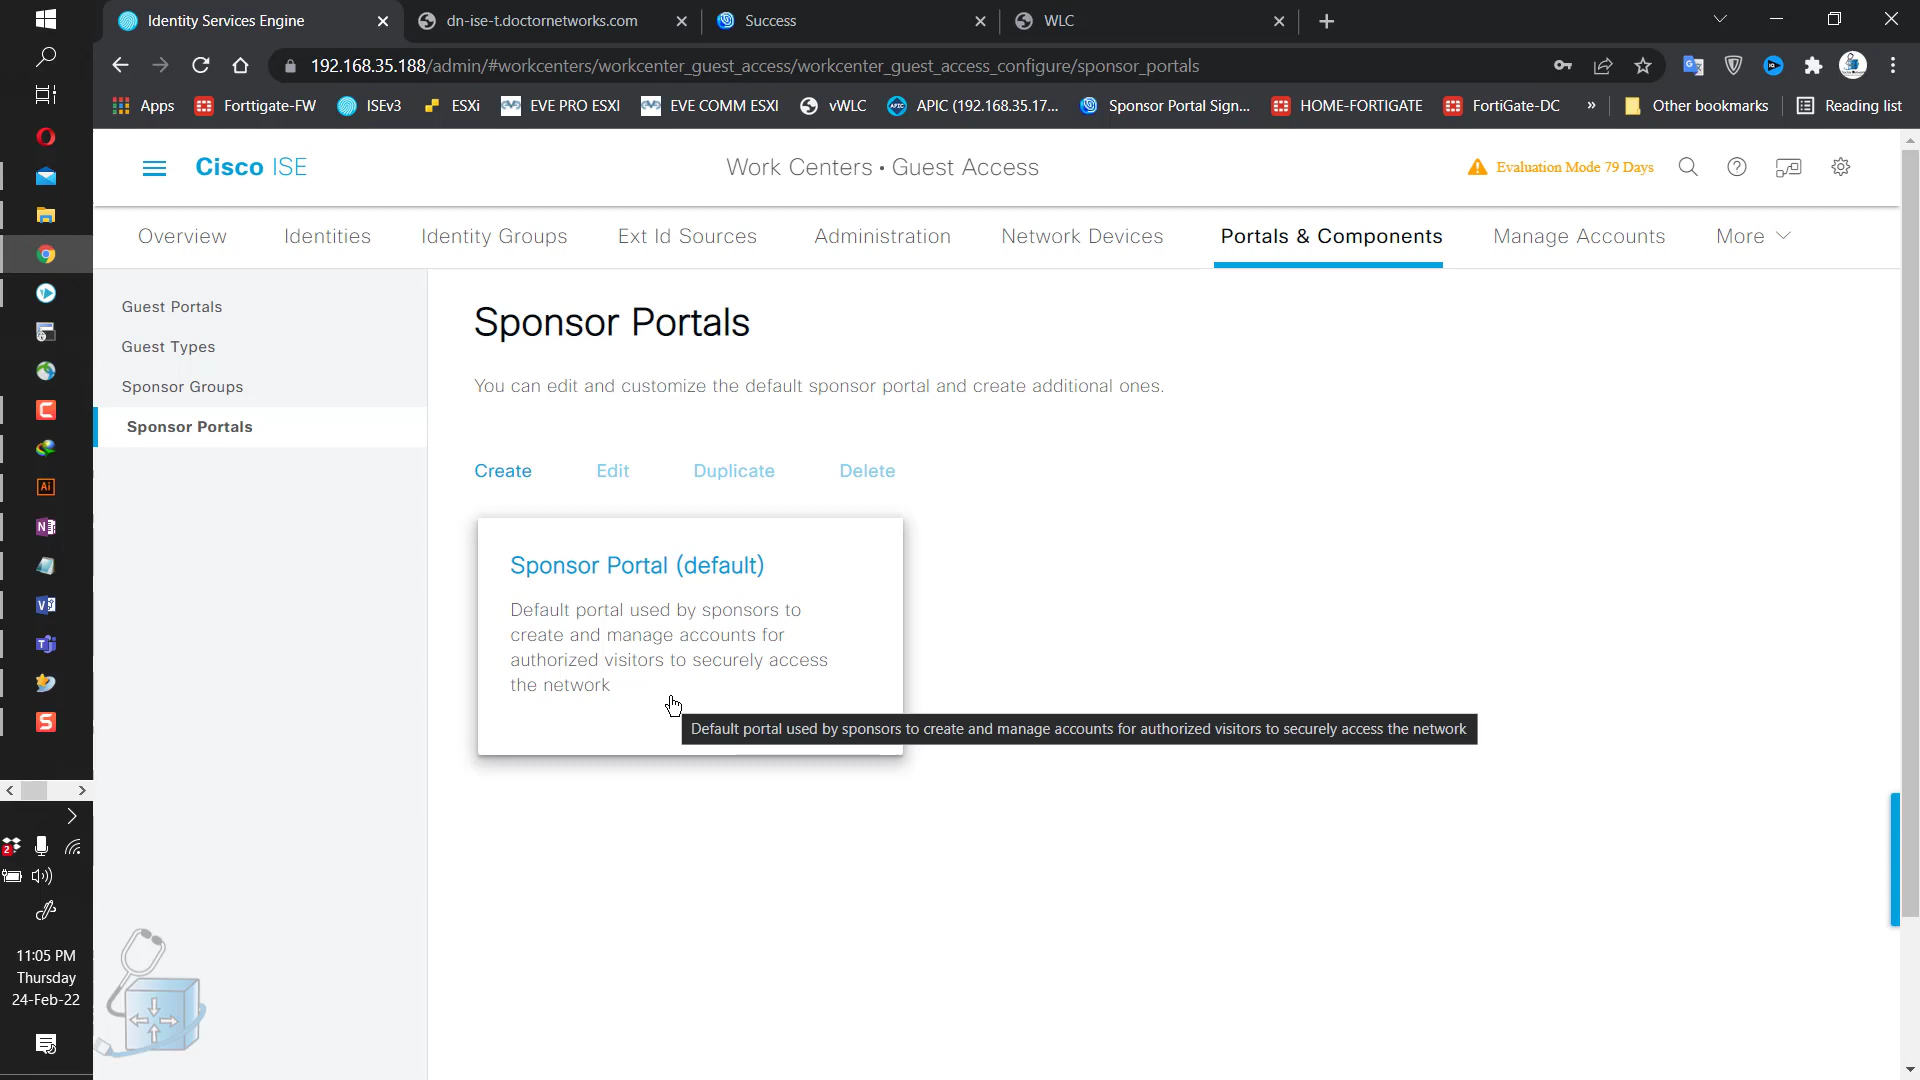 Identity Services Engine
dn-ise-t.doctornetworks.com
Success
WLC
192.168.35.188/admin/#workcenters/workcenter_guest_access/workcenter_guest_access_configure/sponsor_portals
Apps
Forttigate-FW
ISEv3
ESXi
EVE PRO ESXI
EVE COMM ESXI
vWLC
APIC (192.168.35.17...
Sponsor Portal Sign...
HOME-FORTIGATE
FortiGate-DC
»
Other bookmarks
Reading list
Cisco ISE
Work Centers · Guest Access
Evaluation Mode 79 Days
Overview
Identities
Identity Groups
Ext Id Sources
Administration
Network Devices
Portals & Components
Manage Accounts
More
Guest Portals
Guest Types
Sponsor Groups
Sponsor Portals
Sponsor Portals
You can edit and customize the default sponsor portal and create additional ones.
Create
Edit
Duplicate
Delete
Sponsor Portal (default)
Default portal used by sponsors to
create and manage accounts for
authorized visitors to securely access
the network
Default portal used by sponsors to create and manage accounts for authorized visitors to securely access the network
11:05 PM
Thursday
24-Feb-22